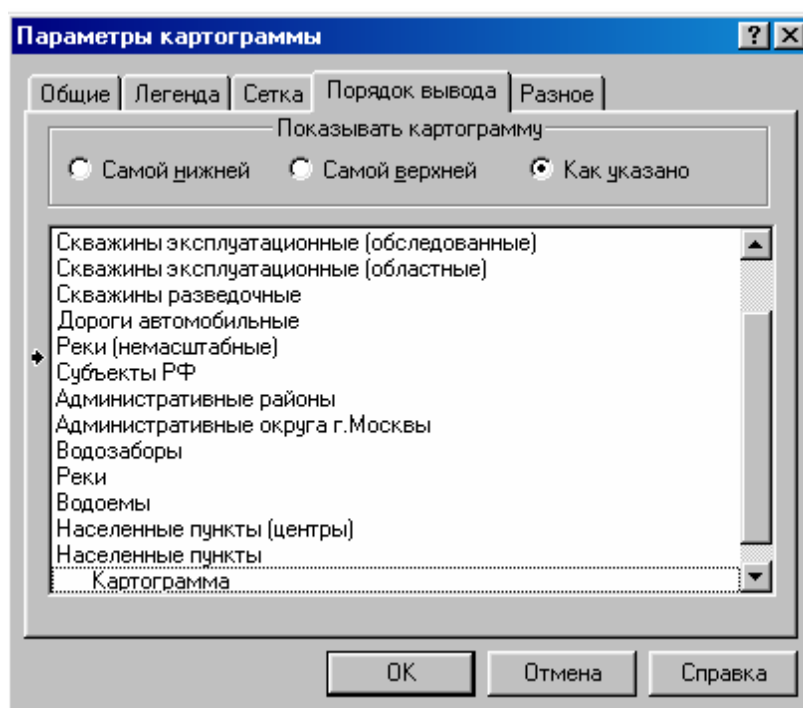 Параметры картограммы
Общие Легенда Сетка Порядок вывода Разное
Показывать картограмму
Самой нижней Самой верхней Как указано
Скважины эксплуатационные (обследованные)
Скважины эксплуатационные (областные)
Скважины разведочные
Дороги автомобильные
Реки (немасштабные)
Субъекты РФ
Административные районы
Административные округа г.Москвы
Водозаборы
Реки
Водоемы
Населенные пункты (центры)
Населенные пункты
Картограмма
OK Отмена Справка